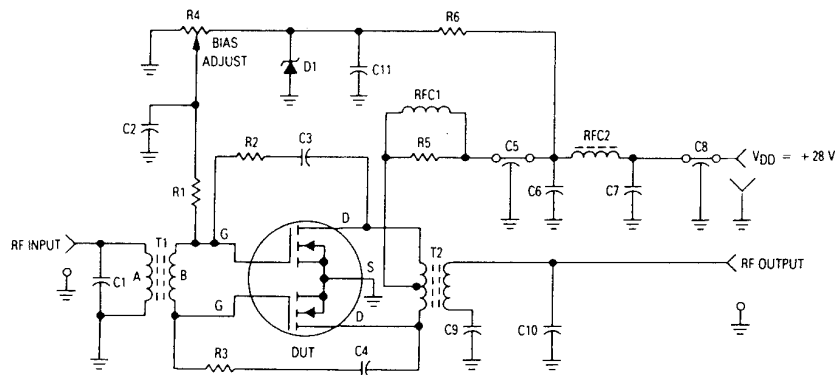 R4
R6
BIAS
ADJUST
D1
C11
RFC1
C2
R2
C3
R5
C5
RFC2
C8
V_DD = + 28 V
R1
C6
C7
D
G
RF INPUT
T1
C1
A
B
S
T2
RF OUTPUT
G
D
C9
C10
R3
DUT
C4